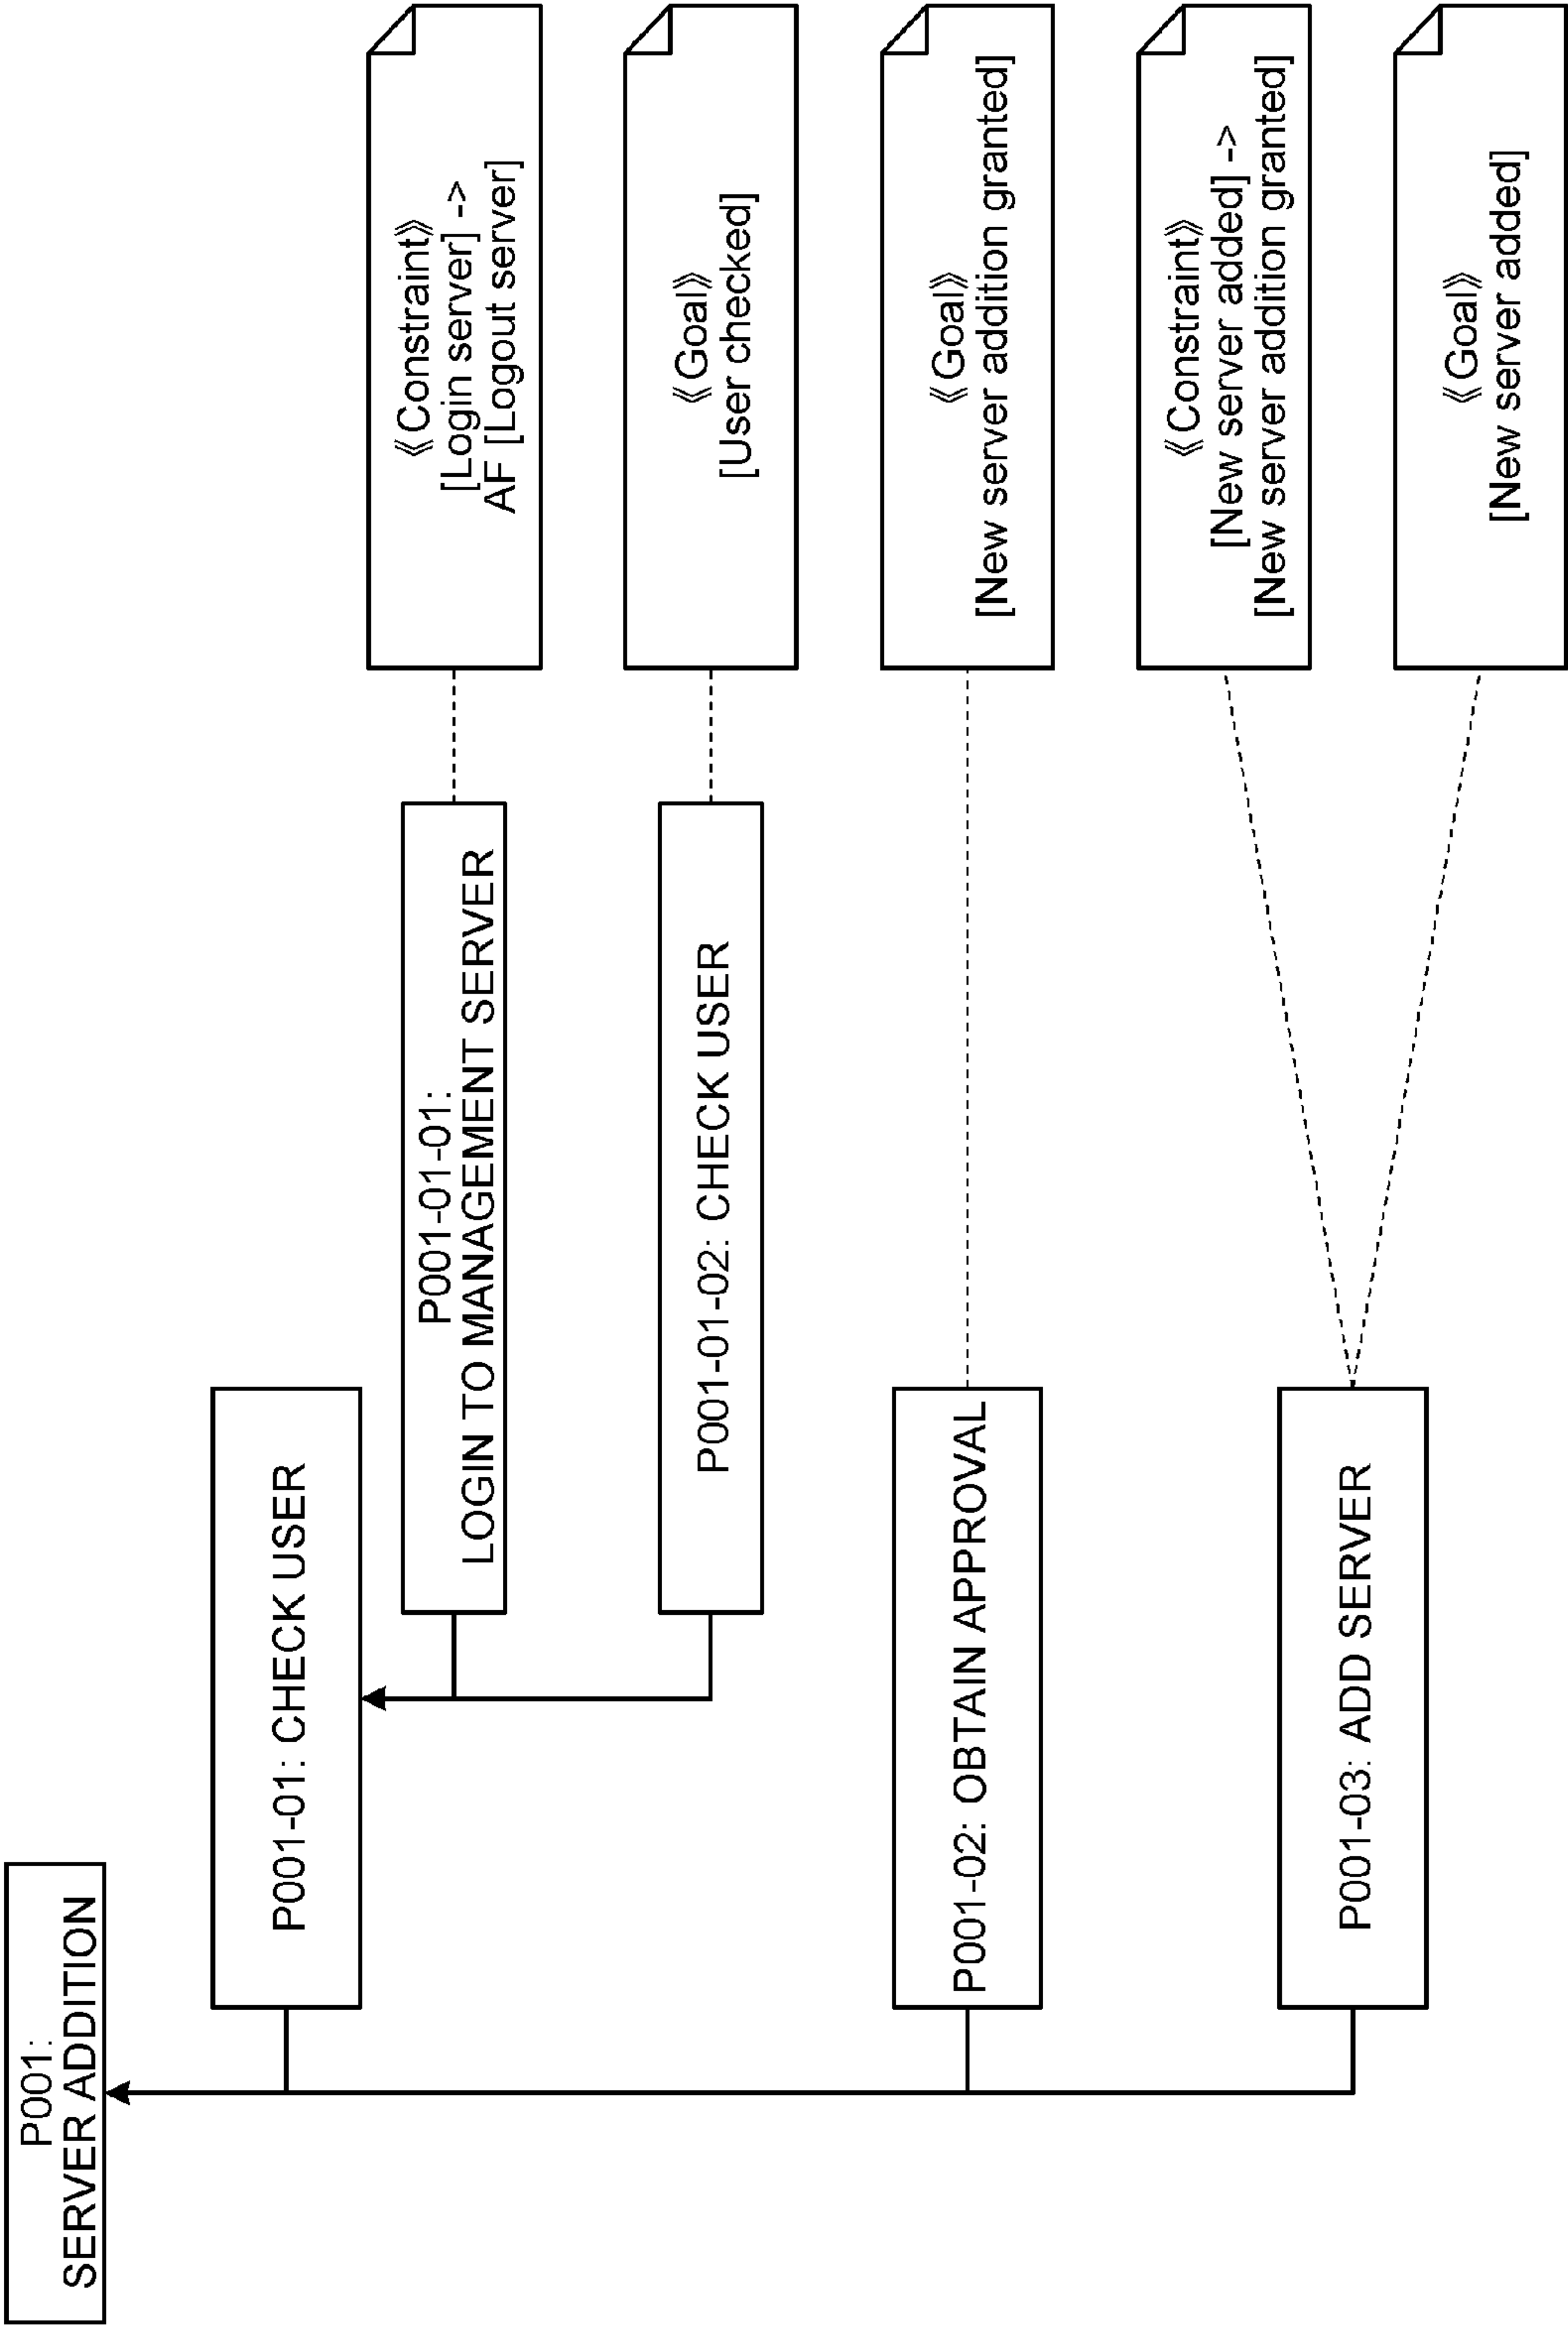 P001:
SERVER ADDITION
P001-01: CHECK USER
P001-01-01:
LOGIN TO MANAGEMENT SERVER
《Constraint》
[Login server] ->
AF [Logout server]
P001-01-02: CHECK USER
《Goal》
[User checked]
P001-02: OBTAIN APPROVAL
《Goal》
[New server addition granted]
P001-03: ADD SERVER
《Constraint》
[New server added] ->
[New server addition granted]
《Goal》
[New server added]